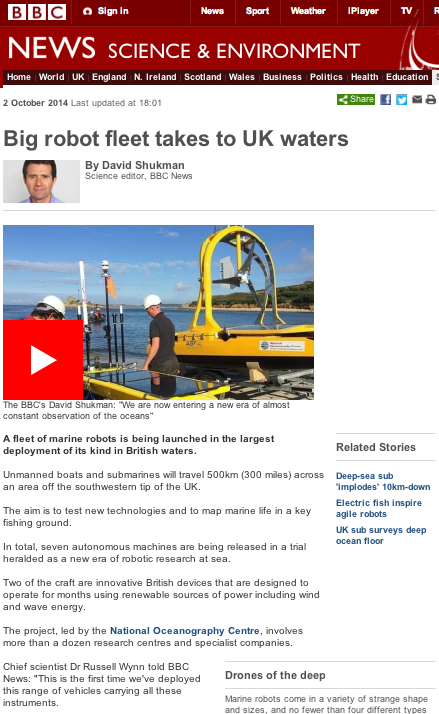 BBC Sign in News Sport Weather iPlayer TV
NEWS SCIENCE & ENVIRONMENT
Home World UK England N. Ireland Scotland Wales Business Politics Health Education
2 October 2014 Last updated at 18:01
Share
Big robot fleet takes to UK waters
By David Shukman
Science editor, BBC News
The BBC's David Shukman: "We are now entering a new era of almost
constant observation of the oceans"
A fleet of marine robots is being launched in the largest
deployment of its kind in British waters.
Unmanned boats and submarines will travel 500km (300 miles) across
an area off the southwestern tip of the UK.
The aim is to test new technologies and to map marine life in a key
fishing ground.
In total, seven autonomous machines are being released in a trial
heralded as a new era of robotic research at sea.
Two of the craft are innovative British devices that are designed to
operate for months using renewable sources of power including wind
and wave energy.
The project, led by the National Oceanography Centre, involves
more than a dozen research centres and specialist companies.
Chief scientist Dr Russell Wynn told BBC
News: "This is the first time we've deployed
this range of vehicles carrying all these
instruments.
Related Stories
Deep-sea sub
'implodes' 10km-down
Electric fish inspire
agile robots
UK sub surveys deep
ocean floor
Drones of the deep
Marine robots come in a variety of strange shape
and sizes, and no fewer than four different types